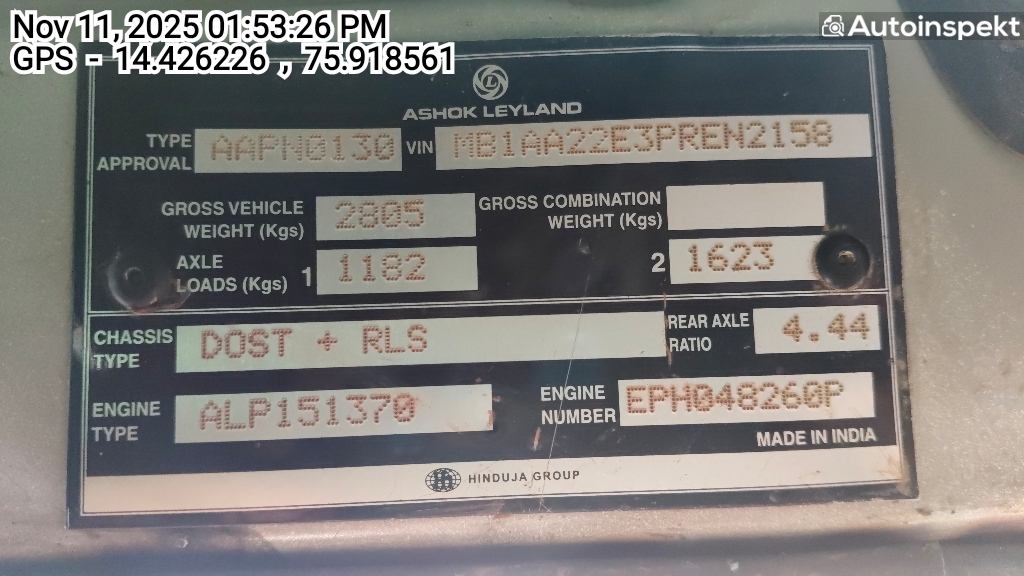 Nov 11, 2025 01:53:26 PM
GPS - 14.426226 , 75.918561
Autoinspekt
ASHOK LEYLAND
TYPE APPROVAL AAPN0130 VIN MB1AA22E3PREN2158
GROSS VEHICLE WEIGHT (Kgs) 2805 GROSS COMBINATION WEIGHT (Kgs)
AXLE LOADS (Kgs) 1 1182 2 1623
CHASSIS TYPE DOST + RLS REAR AXLE RATIO 4.44
ENGINE TYPE ALP151370 ENGINE NUMBER EPH048260P
MADE IN INDIA
HINDUJA GROUP